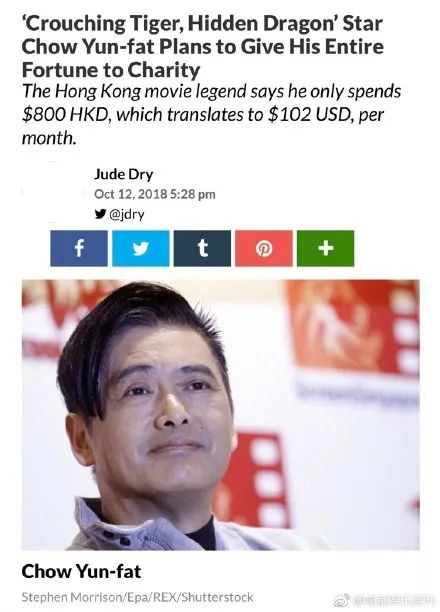 ‘Crouching Tiger, Hidden Dragon’ Star
Chow Yun-fat Plans to Give His Entire
Fortune to Charity
The Hong Kong movie legend says he only spends
$800 HKD, which translates to $102 USD, per
month.
Jude Dry
Oct 12, 2018 5:28 pm
@jdry
f
t
+
Chow Yun-fat
Stephen Morrison/Epa/REX/Shutterstock